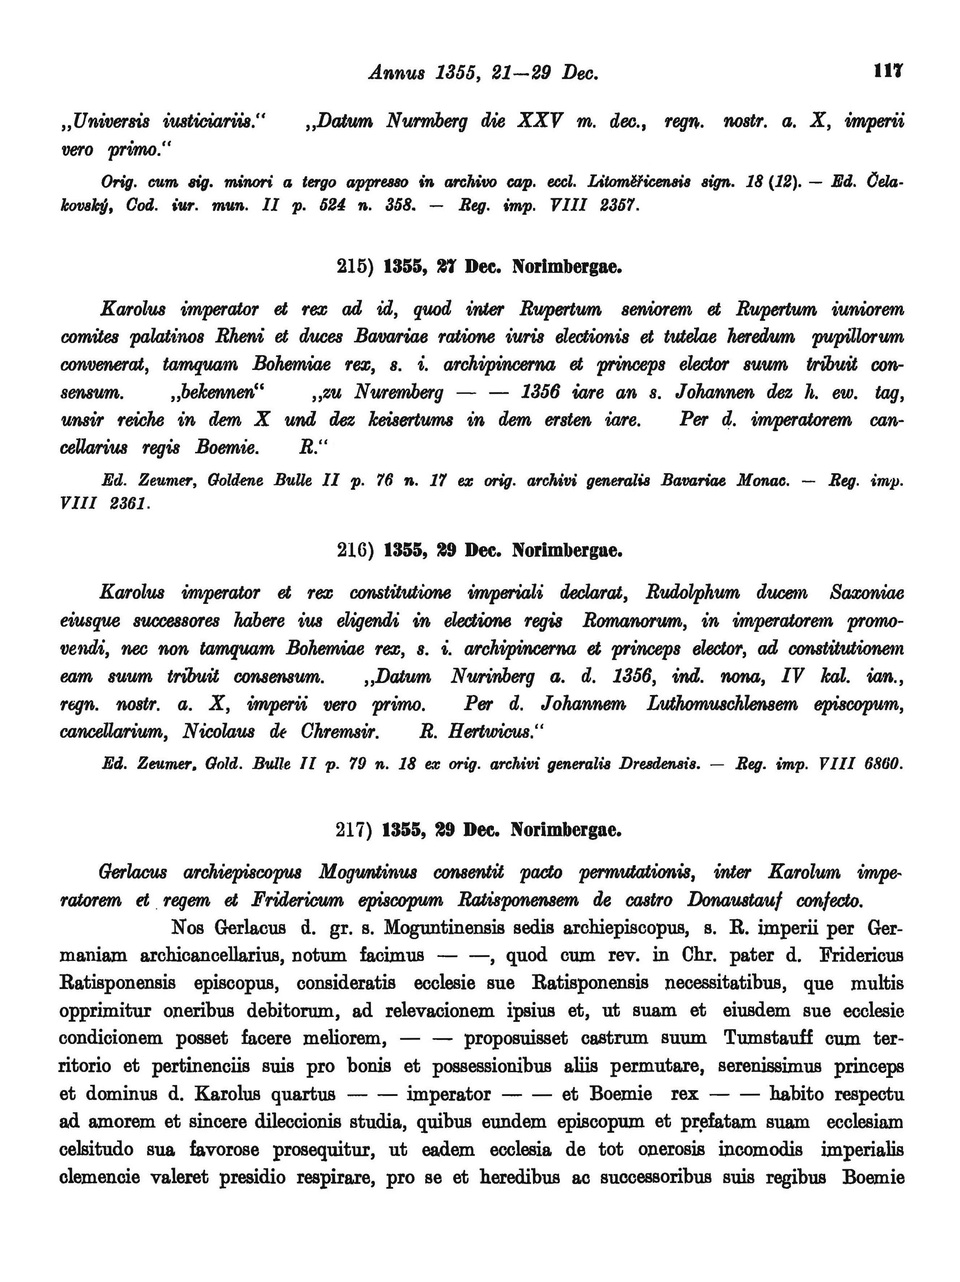 Annus 1355, 21—29 Dec. 117
„Universis iusticiariis." „Datum Nurmberg die XXV m. dec., regn. nostr. a. X, imperii
vero primo."
Orig. cum sig. minori a tergo appresso in archivo cap. eccl. Litoměřicensis sign. 18 (12). — Ed. Čela-
kovský, Cod. iur. mun. II p. 524 n. 358. — Reg. imp. VIII 2357.
215) 1355, 27 Dec. Norimbergae.
Karolus imperator et rex ad id, quod inter Rupertum seniorem et Rupertum iuniorem
comites palatinos Rheni et duces Bavariae ratione iuris electionis et tutelae heredum pupillorum
convenerat, tamquam Bohemiae rex, s. i. archipincerna et princeps elector suum tribuit con-
sensum. „bekennen" „zu Nuremberg — — 1356 iare an s. Johannen dez h. ew. tag,
unsir reiche in dem X und dez keisertums in dem ersten iare. Per d. imperatorem can-
cellarius regis Boemie. R."
Ed. Zeumer, Goldene Bulle II p. 76 n. 17 ex orig. archivi generalis Bavariae Monac. — Reg. imp.
VIII 2361.
216) 1355, 29 Dec. Norimbergae.
Karolus imperator et rex constitutione imperiali declarat, Rudolphum ducem Saxoniae
eiusque successores habere ius eligendi in electione regis Romanorum, in imperatorem promo-
vendi, nec non tamquam Bohemiae rex, s. i. archipincerna et princeps elector, ad constitutionem
eam suum tribuit consensum. „Datum Nurinberg a. d. 1356, ind. nona, IV kal. ian.,
regn. nostr. a. X, imperii vero primo. Per d. Johannem Luthomuschlensem episcopum,
cancellarium, Nicolaus de Chremsir. R. Hertwicus."
Ed. Zeumer, Gold. Bulle II p. 79 n. 18 ex orig. archivi generalis Dresdensis. — Reg. imp. VIII 6860.
217) 1355, 29 Dec. Norimbergae.
Gerlacus archiepiscopus Moguntinus consentit pacto permutationis, inter Karolum impe-
ratorem et regem et Fridericum episcopum Ratisponensem de castro Donaustauf confecto.
Nos Gerlacus d. gr. s. Moguntinensis sedis archiepiscopus, s. R. imperii per Ger-
maniam archicancellarius, notum facimus — —, quod cum rev. in Chr. pater d. Fridericus
Ratisponensis episcopus, consideratis ecclesie sue Ratisponensis necessitatibus, que multis
opprimitur oneribus debitorum, ad relevacionem ipsius et, ut suam et eiusdem sue ecclesie
condicionem posset facere meliorem, — — proposuisset castrum suum Tumstauff cum ter-
ritorio et pertinenciis suis pro bonis et possessionibus aliis permutare, serenissimus princeps
et dominus d. Karolus quartus — — imperator — — et Boemie rex — — habito respectu
ad amorem et sincere dileccionis studia, quibus eundem episcopum et prefatam suam ecclesiam
celsitudo sua favorose prosequitur, ut eadem ecclesia de tot onerosis incomodis imperialis
clemencie valeret presidio respirare, pro se et heredibus ac successoribus suis regibus Boemie